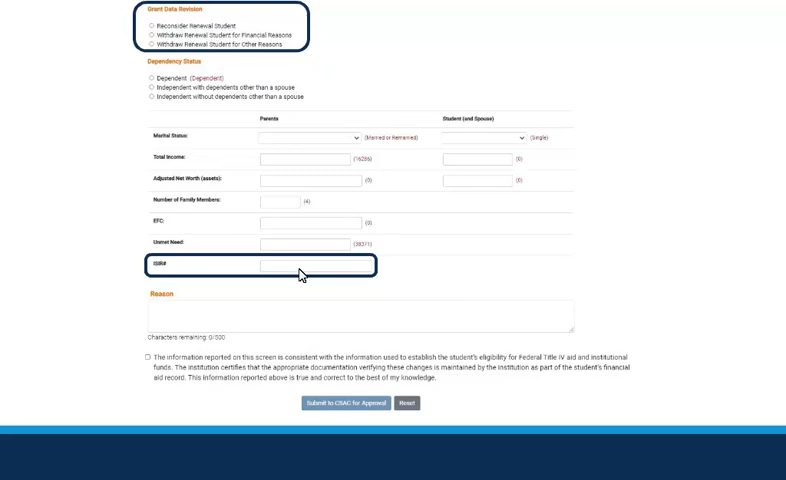 Grant Data Revision
Reconsider Renewal Student
Withdraw Renewal Student for Financial Reasons
Withdraw Renewal Student for Other Reasons
Dependency Status
Dependent (Dependent)
Independent with dependents other than a spouse
Independent without dependents other than a spouse
Parents Student (and Spouse)
Marital Status: (Married or Remarried) (Single)
Total Income: (16286) (0)
Adjusted Net Worth (assets): (0) (0)
Number of Family Members: (4)
EFC: (0)
Unmet Need: (38371)
ISIR#
Reason
Characters remaining: 0/500
The information reported on this screen is consistent with the information used to establish the student's eligibility for Federal Title IV aid and institutional
funds. The institution certifies that the appropriate documentation verifying these changes is maintained by the institution as part of the student's financial
aid record. This information reported above is true and correct to the best of my knowledge.
Submit to CSAC for Approval Reset